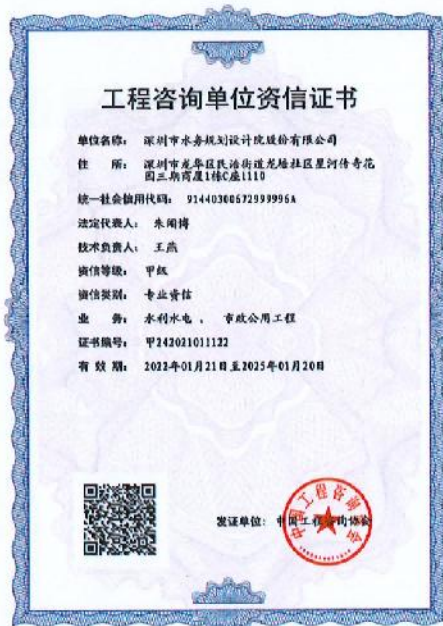 工程咨询单位资信证书
单位名称： 深圳市水务规划设计院股份有限公司
住 所： 深圳市龙华区民治街道龙塘社区星河传奇花
园三期商厦1栋C座1110
统一社会信用代码： 91440300672999996A
法定代表人： 朱闻博
技术负责人： 王燕
资信等级： 甲级
资信类别： 专业资信
业 务： 水利水电 ， 市政公用工程
证书编号： 甲242021011122
有 效 期： 2022年01月21日至2025年01月20日
发证单位： 中国工程咨询协会